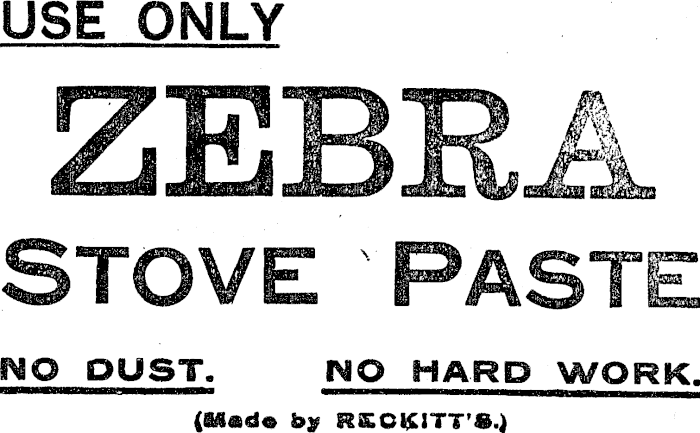 USE ONLY
ZEBRA
STOVE PASTE
NO DUST. NO HARD WORK.
(Made by RECKITT'S.)